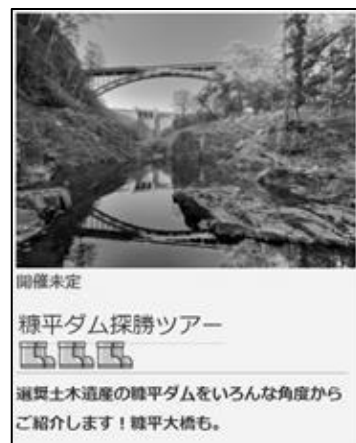 開催未定
糠平ダム探勝ツアー
選奨土木遺産の糠平ダムをいろんな角度から
ご紹介します！糠平大橋も。